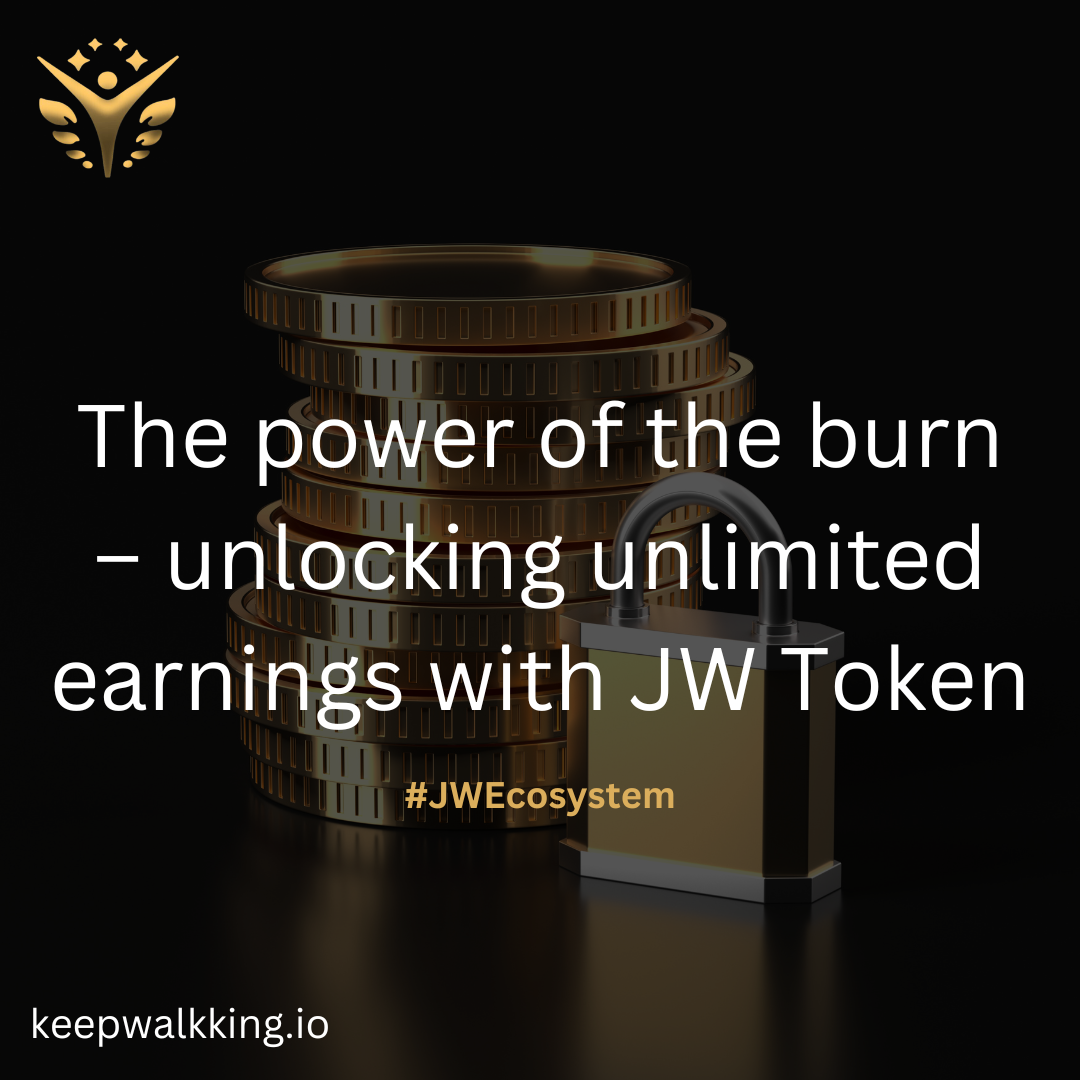 The power of the burn
– unlocking unlimited
earnings with JW Token
#JWEcosystem
keepwalkking.io